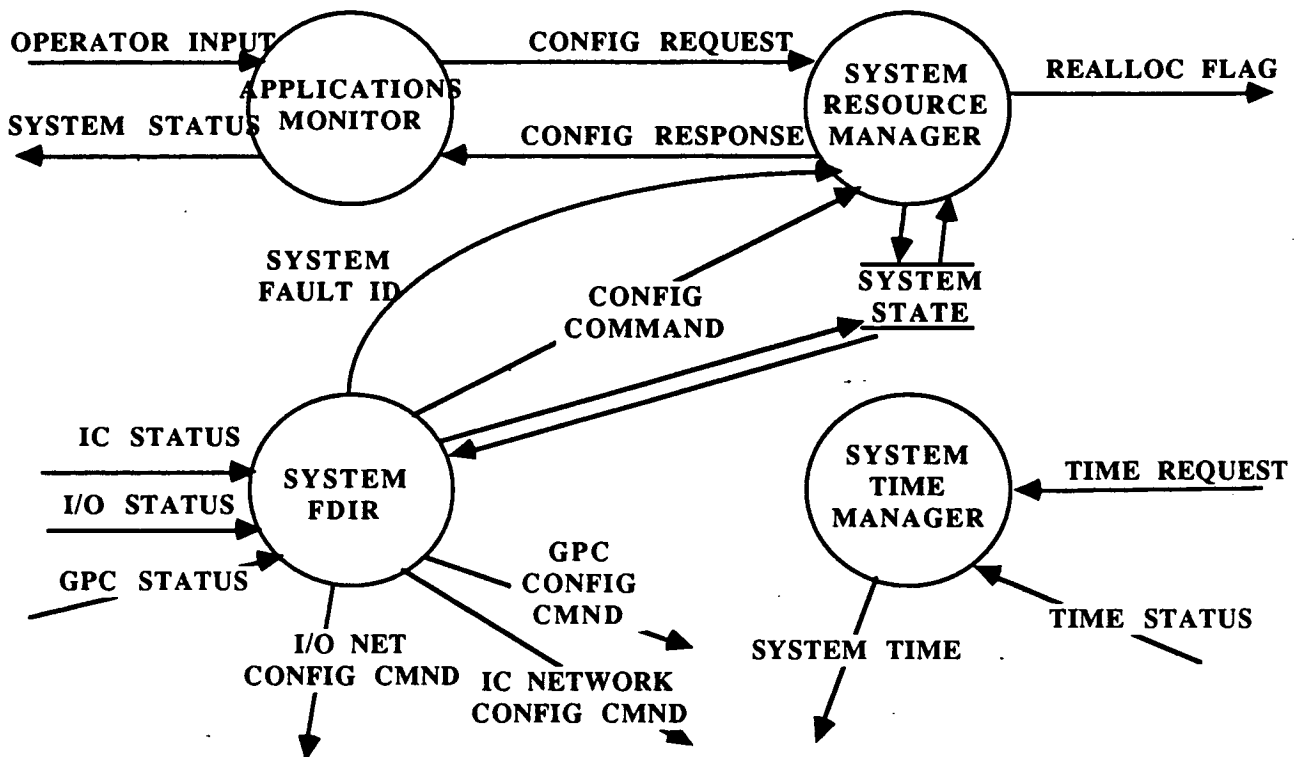 OPERATOR INPUT
CONFIG REQUEST
SYSTEM
RESOURCE
MANAGER
REALLOC FLAG
APPLICATIONS
MONITOR
SYSTEM STATUS
CONFIG RESPONSE
SYSTEM
FAULT ID
CONFIG
COMMAND
SYSTEM
STATE
IC STATUS
I/O STATUS
GPC STATUS
SYSTEM
FDIR
SYSTEM
TIME
MANAGER
TIME REQUEST
GPC
CONFIG
CMND
TIME STATUS
I/O NET
CONFIG CMND
IC NETWORK
CONFIG CMND
SYSTEM TIME